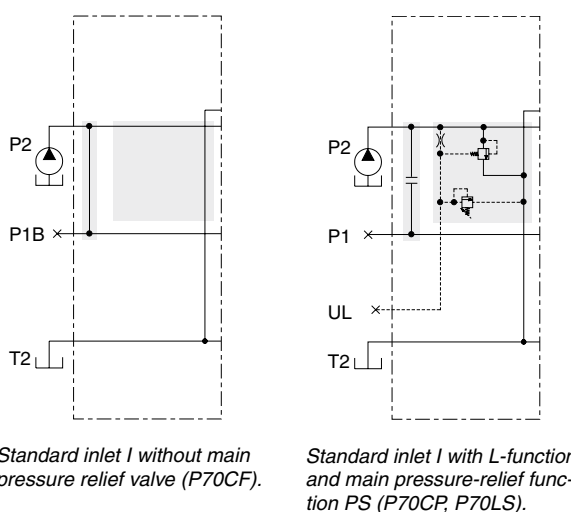 P2
P1B
T2
P2
P1
UL
T2
Standard inlet I without main
pressure relief valve (P70CF).
Standard inlet I with L-function
and main pressure-relief func-
tion PS (P70CP, P70LS).